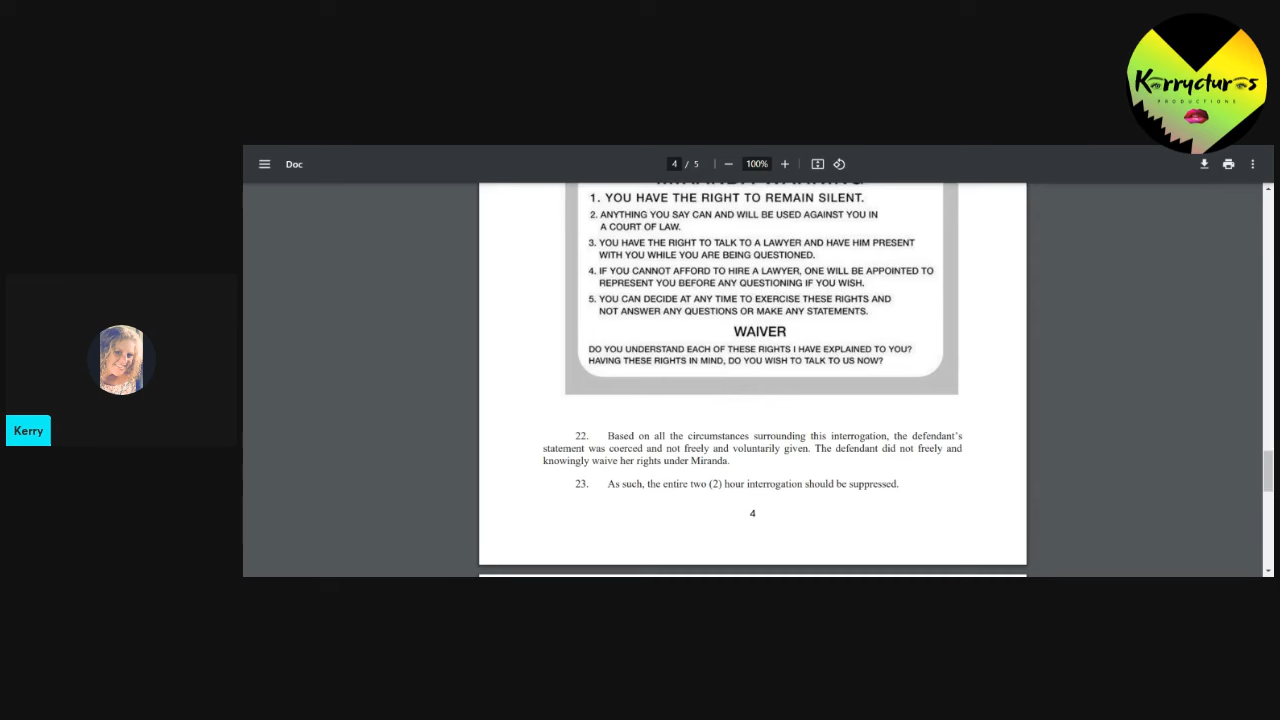 Kerryctures
PRODUCTIONS
Doc
4 / 5
100%
MIRANDA WARNING
1. YOU HAVE THE RIGHT TO REMAIN SILENT.
2. ANYTHING YOU SAY CAN AND WILL BE USED AGAINST YOU IN
A COURT OF LAW.
3. YOU HAVE THE RIGHT TO TALK TO A LAWYER AND HAVE HIM PRESENT
WITH YOU WHILE YOU ARE BEING QUESTIONED.
4. IF YOU CANNOT AFFORD TO HIRE A LAWYER, ONE WILL BE APPOINTED TO
REPRESENT YOU BEFORE ANY QUESTIONING IF YOU WISH.
5. YOU CAN DECIDE AT ANY TIME TO EXERCISE THESE RIGHTS AND
NOT ANSWER ANY QUESTIONS OR MAKE ANY STATEMENTS.
WAIVER
DO YOU UNDERSTAND EACH OF THESE RIGHTS I HAVE EXPLAINED TO YOU?
HAVING THESE RIGHTS IN MIND, DO YOU WISH TO TALK TO US NOW?
Kerry
22. Based on all the circumstances surrounding this interrogation, the defendant's
statement was coerced and not freely and voluntarily given. The defendant did not freely and
knowingly waive her rights under Miranda.
23. As such, the entire two (2) hour interrogation should be suppressed.
4